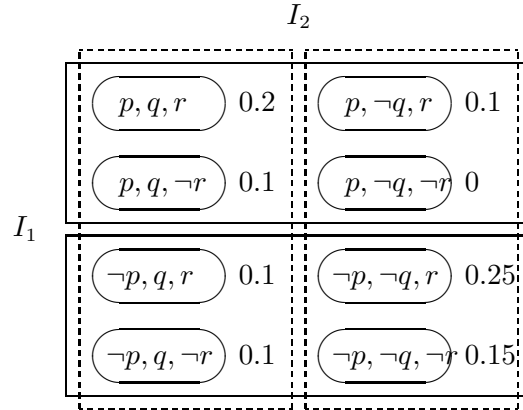 I₂
p, q, r 0.2 p, ¬q, r 0.1
p, q, ¬r 0.1 p, ¬q, ¬r 0
I₁
¬p, q, r 0.1 ¬p, ¬q, r 0.25
¬p, q, ¬r 0.1 ¬p, ¬q, ¬r 0.15